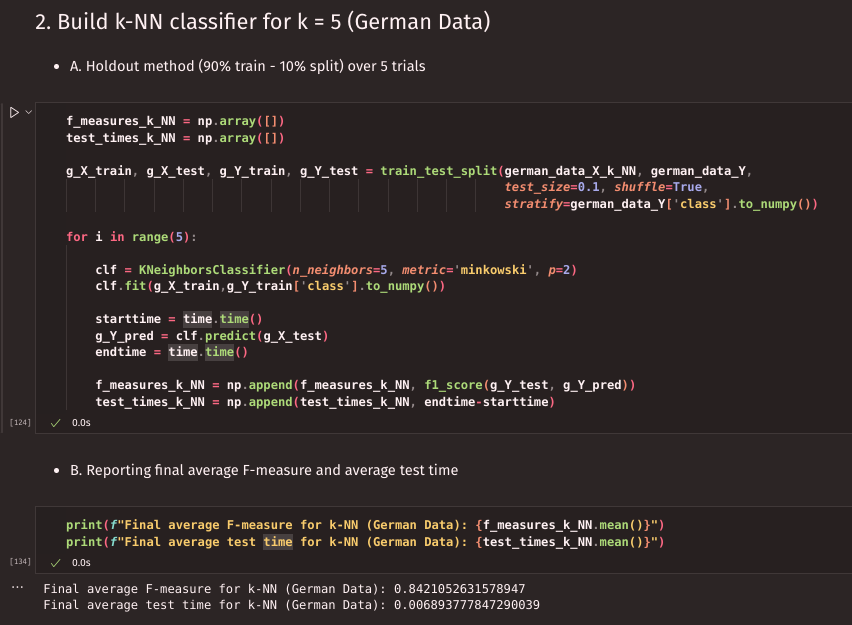 2. Build k-NN classifier for k = 5 (German Data)
• A. Holdout method (90% train - 10% split) over 5 trials
f_measures_k_NN = np.array([])
test_times_k_NN = np.array([])
g_X_train, g_X_test, g_Y_train, g_Y_test = train_test_split(german_data_X_k_NN, german_data_Y,
test_size=0.1, shuffle=True,
stratify=german_data_Y['class'].to_numpy())
for i in range(5):
clf = KNeighborsClassifier(n_neighbors=5, metric='minkowski', p=2)
clf.fit(g_X_train,g_Y_train['class'].to_numpy())
starttime = time.time()
g_Y_pred = clf.predict(g_X_test)
endtime = time.time()
f_measures_k_NN = np.append(f_measures_k_NN, f1_score(g_Y_test, g_Y_pred))
test_times_k_NN = np.append(test_times_k_NN, endtime-starttime)
[124] ✓ 0.0s
• B. Reporting final average F-measure and average test time
print(f"Final average F-measure for k-NN (German Data): {f_measures_k_NN.mean()}")
print(f"Final average test time for k-NN (German Data): {test_times_k_NN.mean()}")
[134] ✓ 0.0s
... Final average F-measure for k-NN (German Data): 0.8421052631578947
Final average test time for k-NN (German Data): 0.006893777847290039